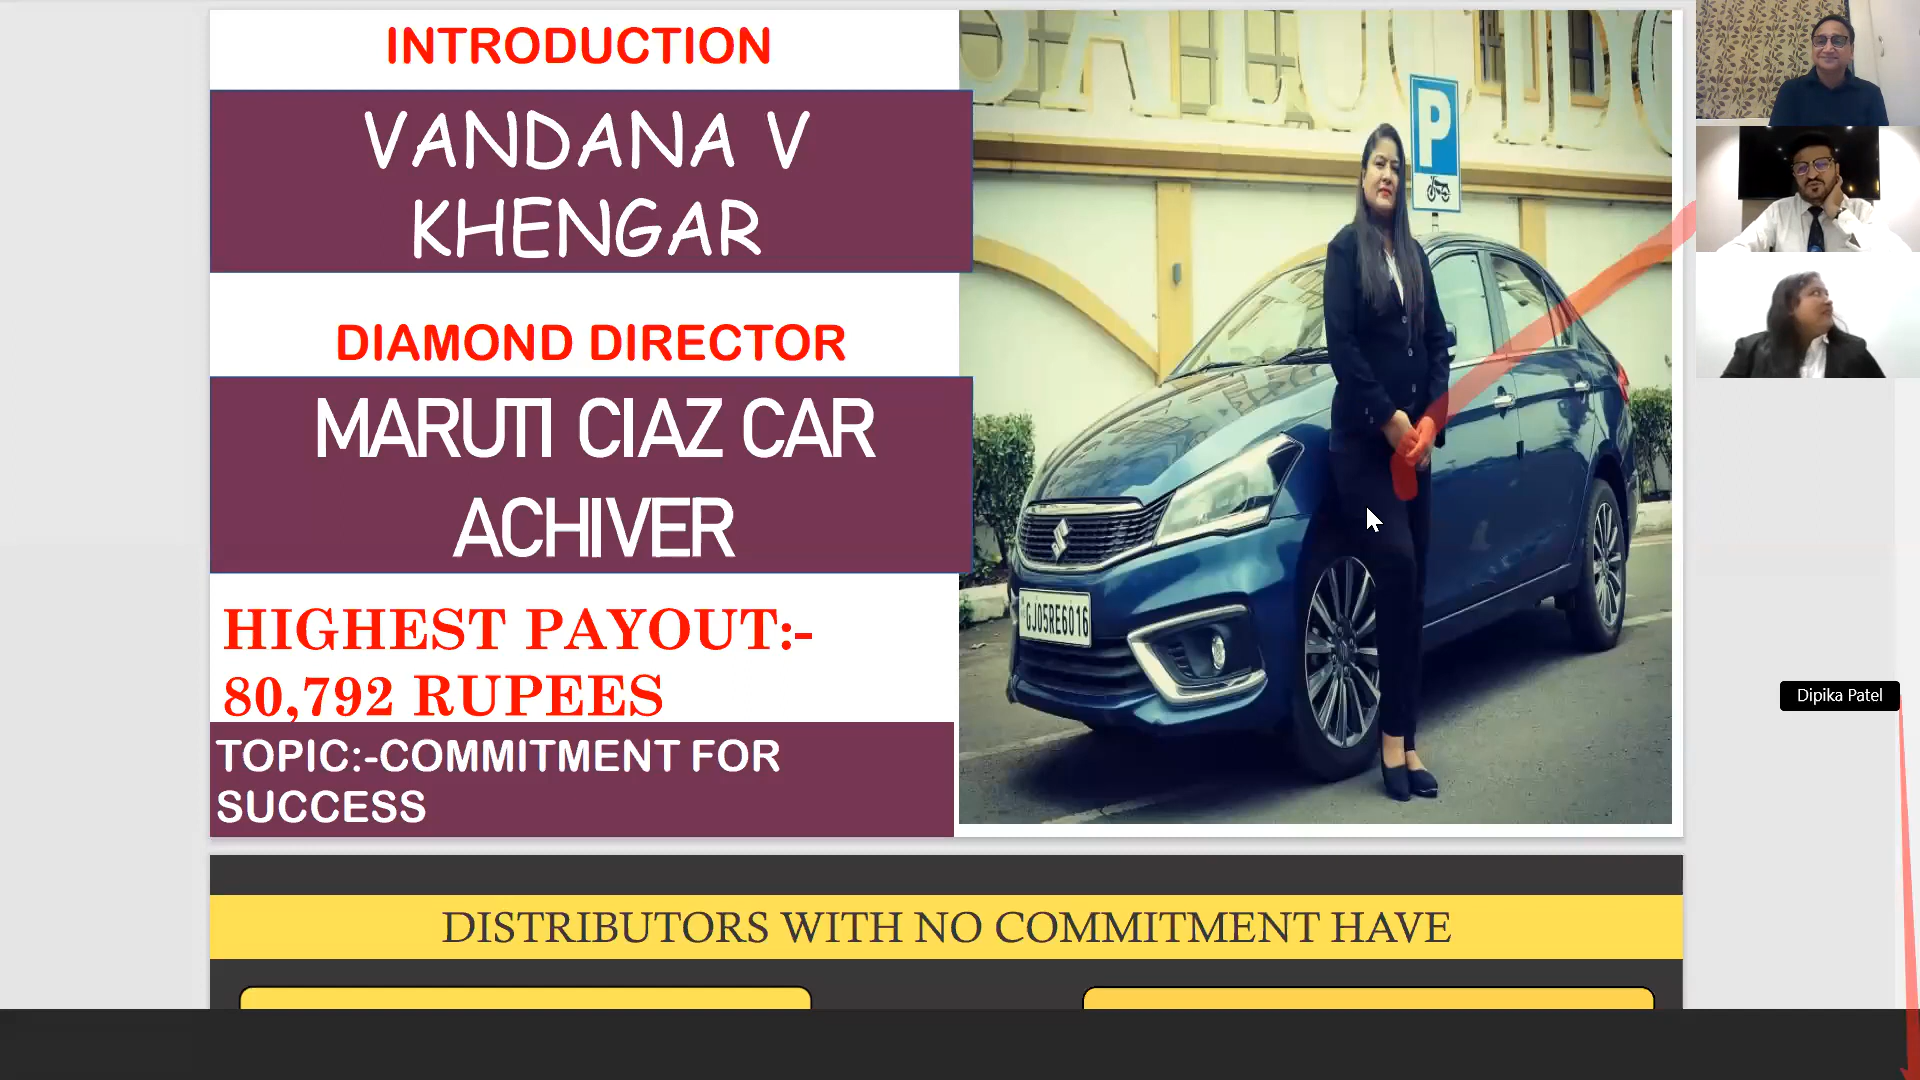 INTRODUCTION
VANDANA V
KHENGAR
DIAMOND DIRECTOR
MARUTI CIAZ CAR
ACHIVER
HIGHEST PAYOUT:-
80,792 RUPEES
TOPIC:-COMMITMENT FOR
SUCCESS
P
GJ05RE6016
Dipika Patel
DISTRIBUTORS WITH NO COMMITMENT HAVE